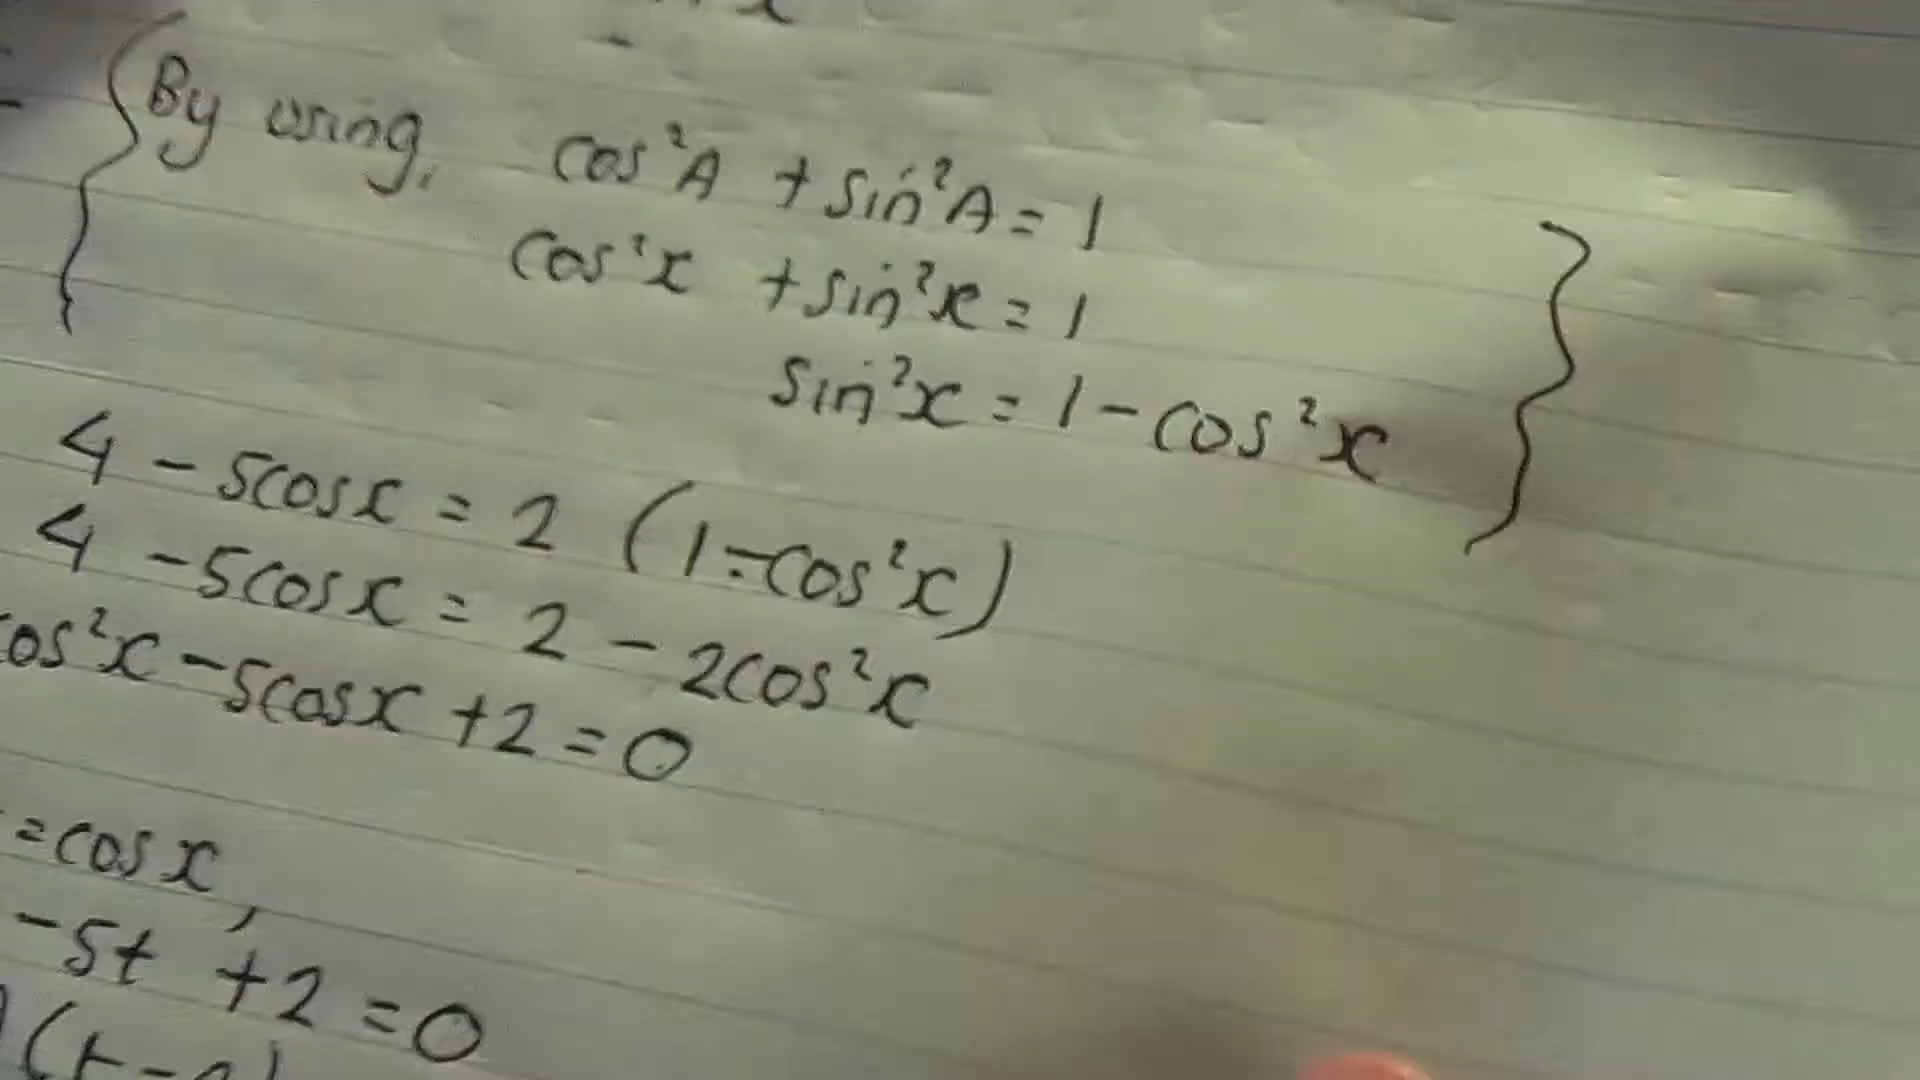 By using, cos²A + sin²A = 1
cos²x + sin²x = 1
sin²x = 1 - cos²x
4 - 5cosx = 2 (1 - cos²x)
4 - 5cosx = 2 - 2cos²x
cos²x - 5cosx + 2 = 0
= cosx,
- 5t + 2 = 0